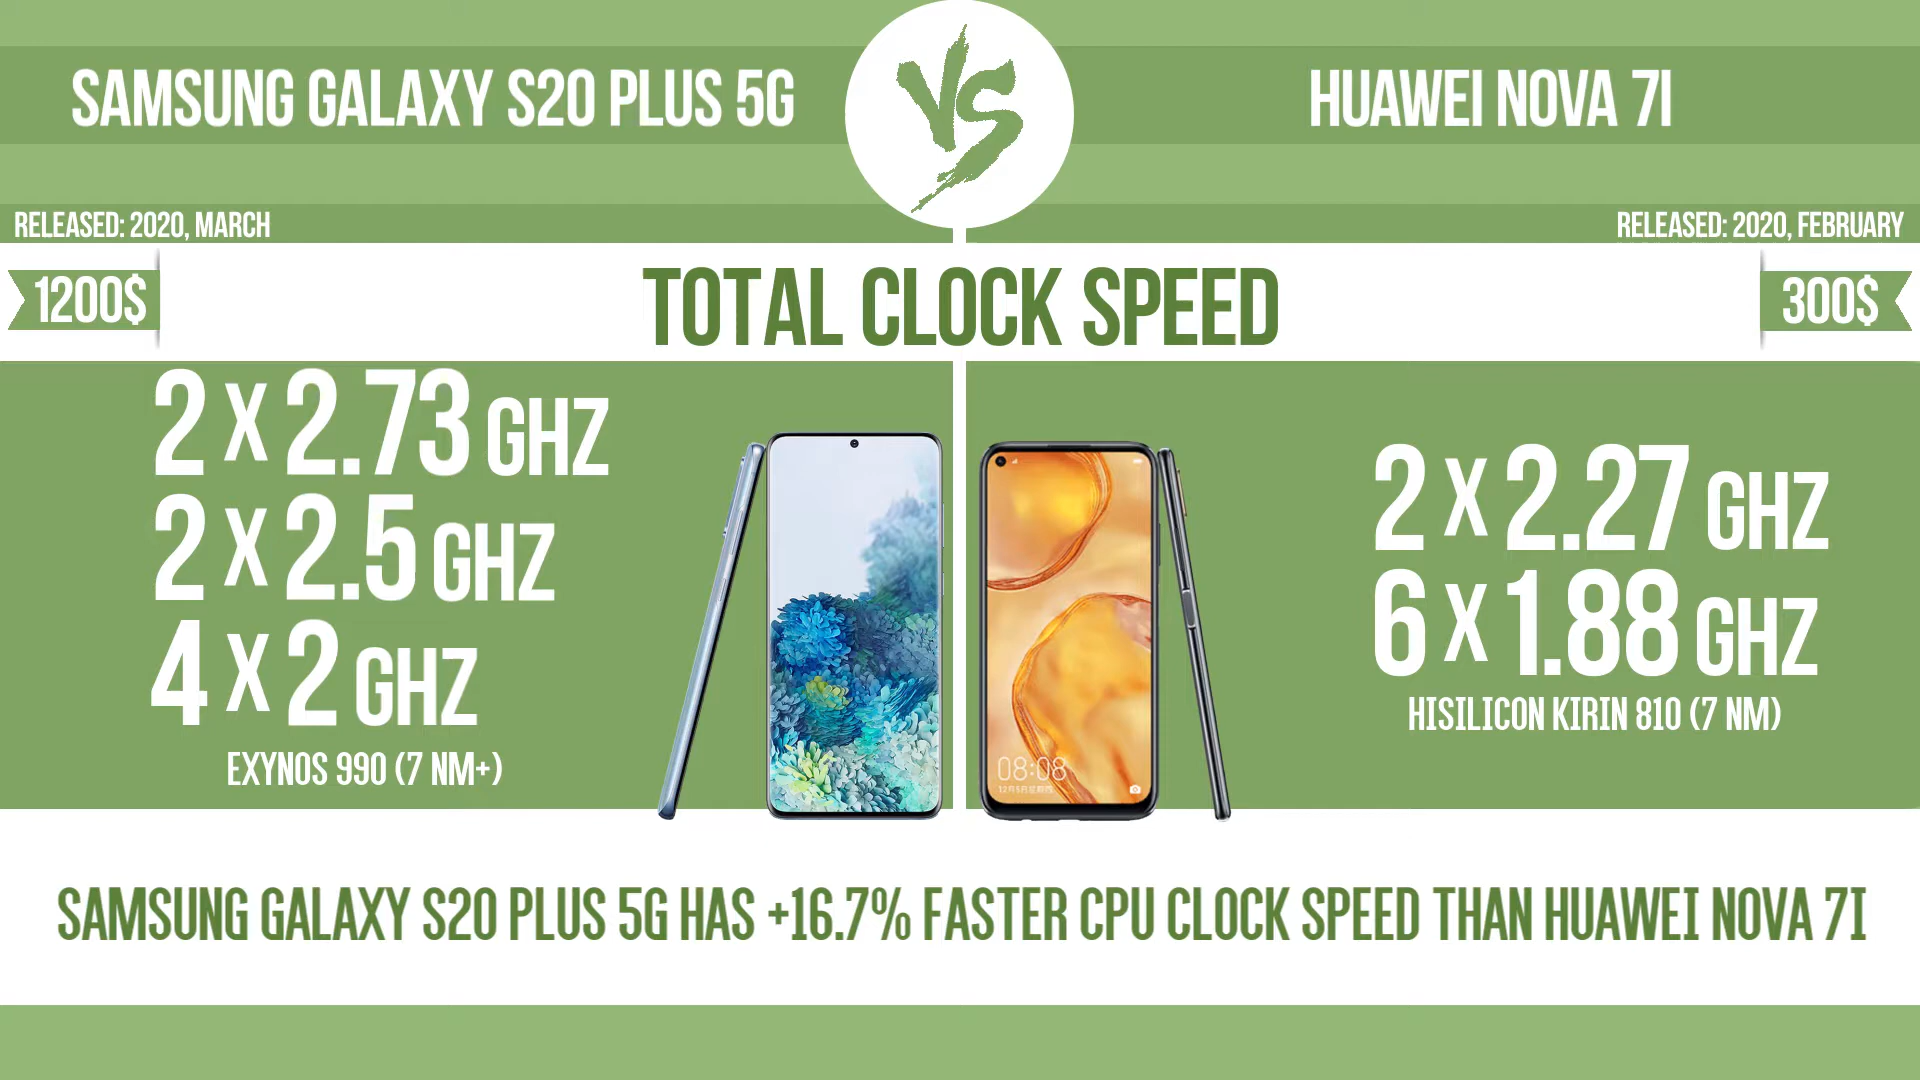 SAMSUNG GALAXY S20 PLUS 5G
VS
HUAWEI NOVA 7I
RELEASED: 2020, MARCH
RELEASED: 2020, FEBRUARY
1200$
TOTAL CLOCK SPEED
300$
2 X 2.73 GHZ
2 X 2.5 GHZ
4 X 2 GHZ
EXYNOS 990 (7 NM+)
2 X 2.27 GHZ
6 X 1.88 GHZ
HISILICON KIRIN 810 (7 NM)
08:08
SAMSUNG GALAXY S20 PLUS 5G HAS +16.7% FASTER CPU CLOCK SPEED THAN HUAWEI NOVA 7I